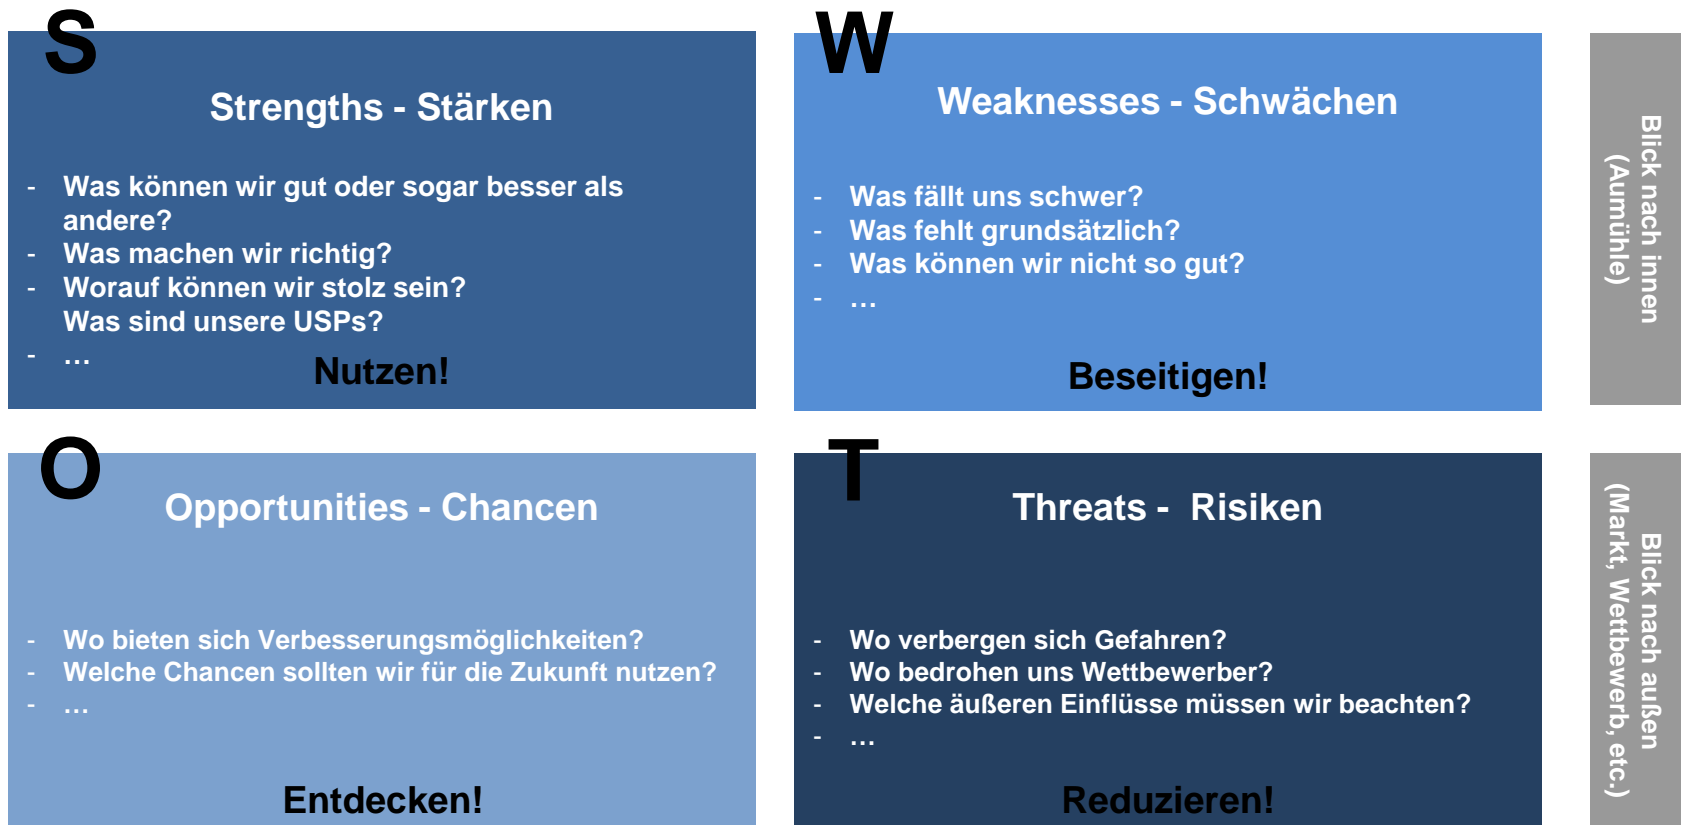 S
Strengths - Stärken
- Was können wir gut oder sogar besser als
andere?
- Was machen wir richtig?
- Worauf können wir stolz sein?
Was sind unsere USPs?
- …
Nutzen!
W
Weaknesses - Schwächen
- Was fällt uns schwer?
- Was fehlt grundsätzlich?
- Was können wir nicht so gut?
- …
Beseitigen!
Blick nach innen
(Aumühle)
O
Opportunities - Chancen
- Wo bieten sich Verbesserungsmöglichkeiten?
- Welche Chancen sollten wir für die Zukunft nutzen?
- …
Entdecken!
T
Threats - Risiken
- Wo verbergen sich Gefahren?
- Wo bedrohen uns Wettbewerber?
- Welche äußeren Einflüsse müssen wir beachten?
- …
Reduzieren!
Blick nach außen
(Markt, Wettbewerb, etc.)